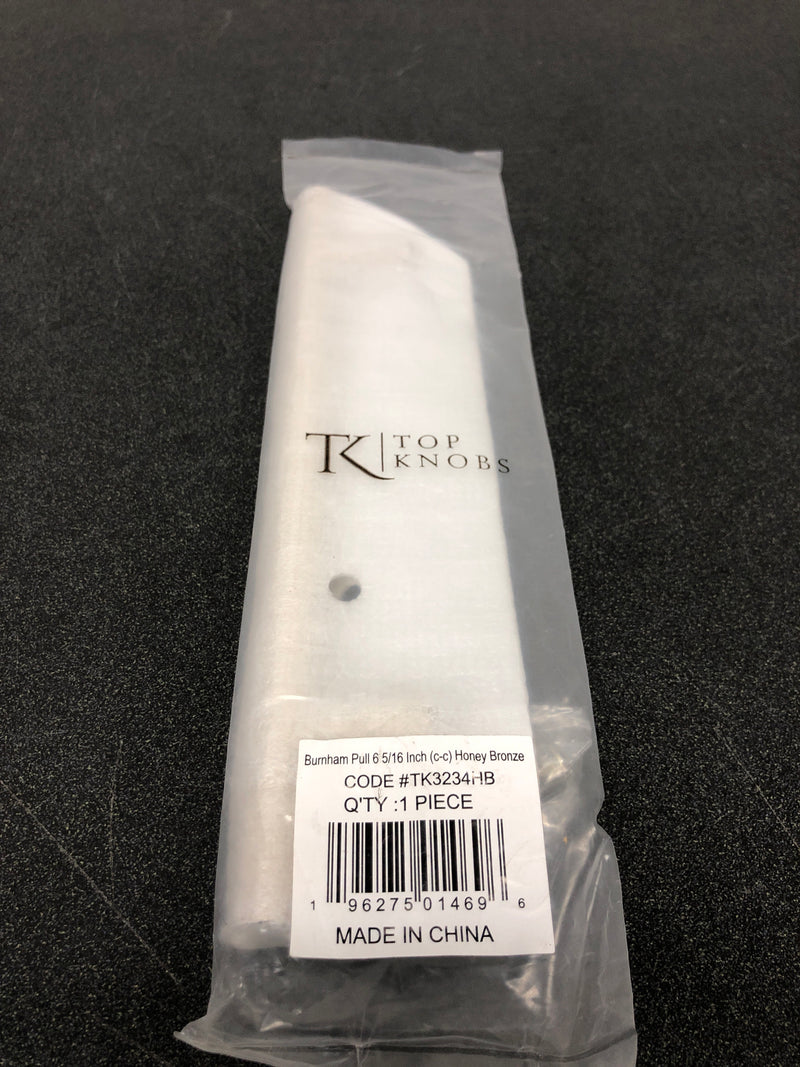 TK TOP
KNOBS
Burnham Pull 6 5/16 Inch (c-c) Honey Bronze
CODE #TK3234HB
Q'TY :1 PIECE
1 96275 01469 6
MADE IN CHINA